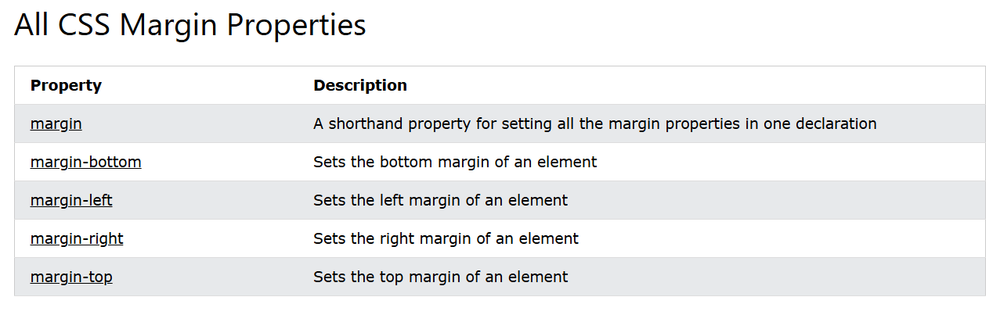 All CSS Margin Properties
Property Description
margin A shorthand property for setting all the margin properties in one declaration
margin-bottom Sets the bottom margin of an element
margin-left Sets the left margin of an element
margin-right Sets the right margin of an element
margin-top Sets the top margin of an element